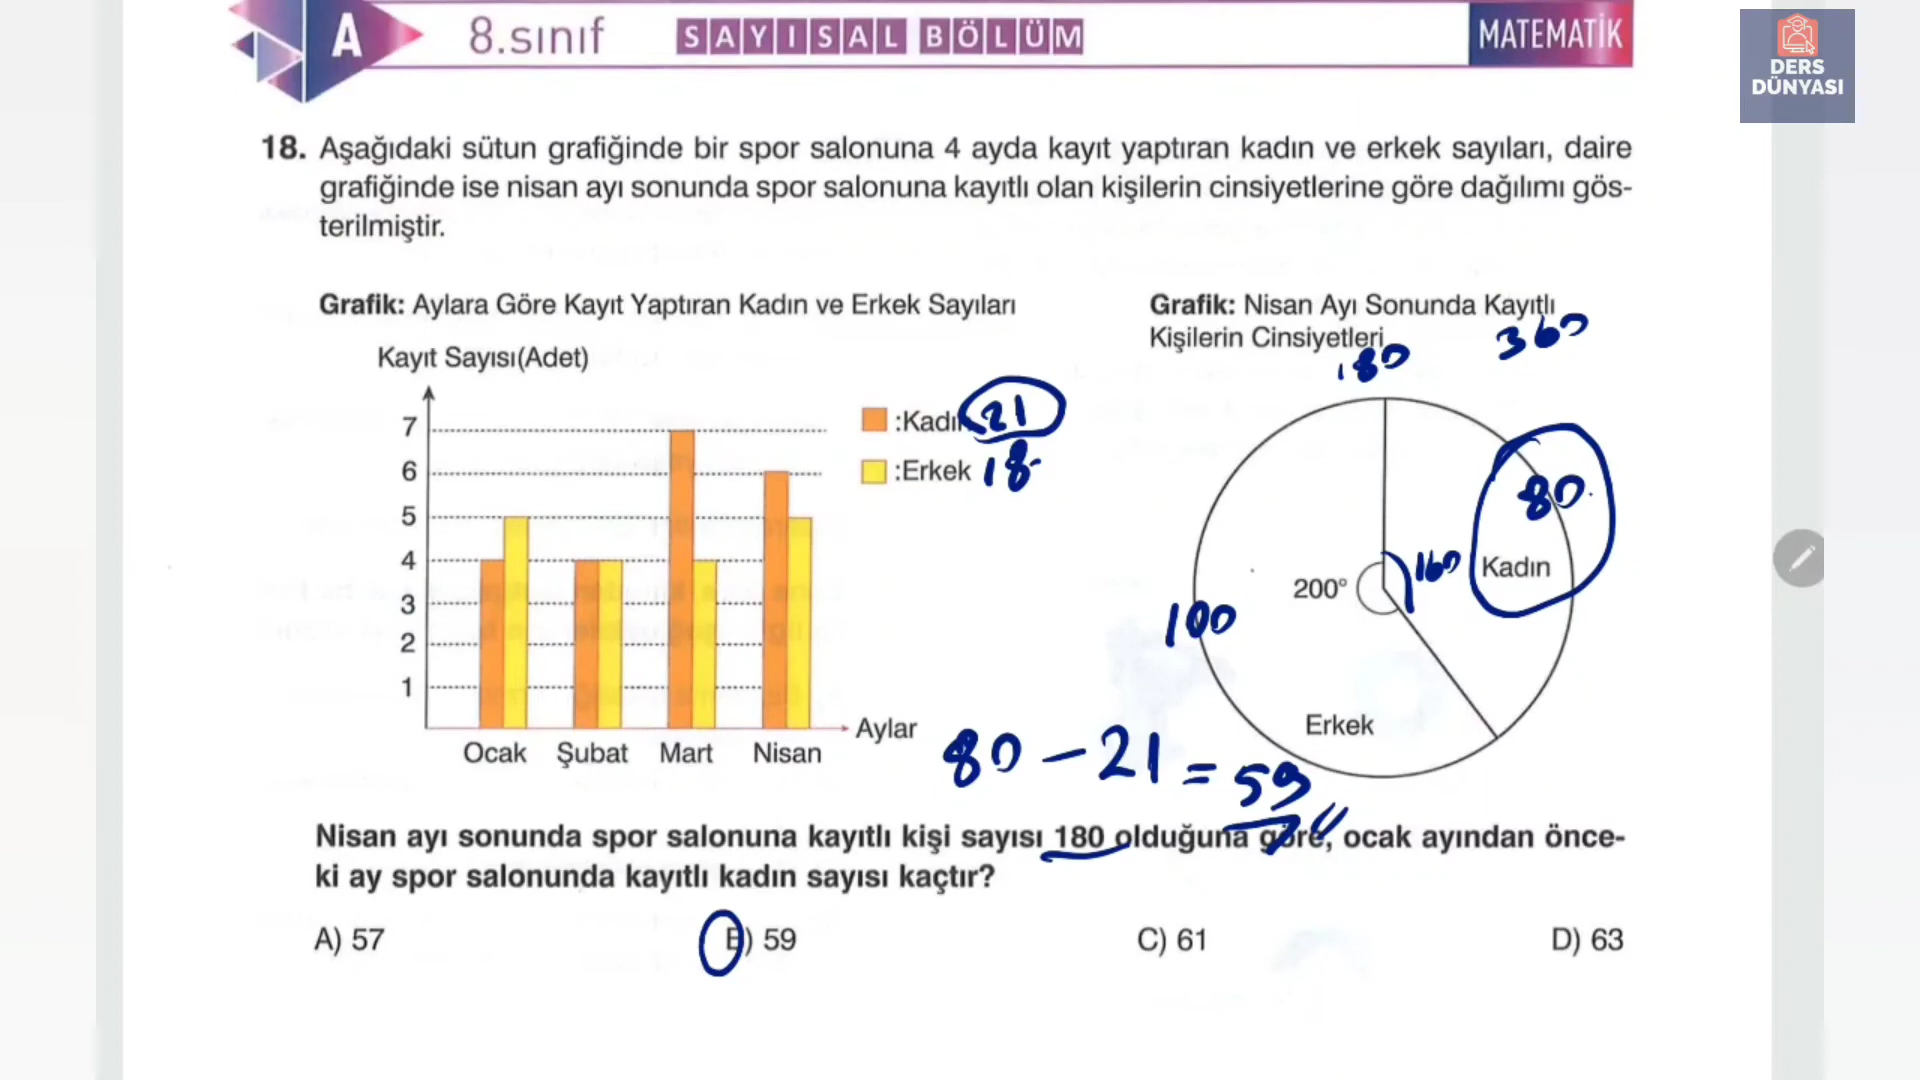 A
8.sınıf
SAYISAL BÖLÜM
MATEMATİK
DERS
DÜNYASI
18. Aşağıdaki sütun grafiğinde bir spor salonuna 4 ayda kayıt yaptıran kadın ve erkek sayıları, daire
grafiğinde ise nisan ayı sonunda spor salonuna kayıtlı olan kişilerin cinsiyetlerine göre dağılımı gös-
terilmiştir.
Grafik: Aylara Göre Kayıt Yaptıran Kadın ve Erkek Sayıları
Kayıt Sayısı(Adet)
7
6
5
4
3
2
1
Ocak Şubat Mart Nisan
Aylar
:Kadın 21
:Erkek 18
Grafik: Nisan Ayı Sonunda Kayıtlı
Kişilerin Cinsiyetleri
360
180
80
160
Kadın
200°
100
Erkek
80 - 21 = 59
Nisan ayı sonunda spor salonuna kayıtlı kişi sayısı 180 olduğuna göre, ocak ayından önce-
ki ay spor salonunda kayıtlı kadın sayısı kaçtır?
A) 57 B) 59 C) 61 D) 63